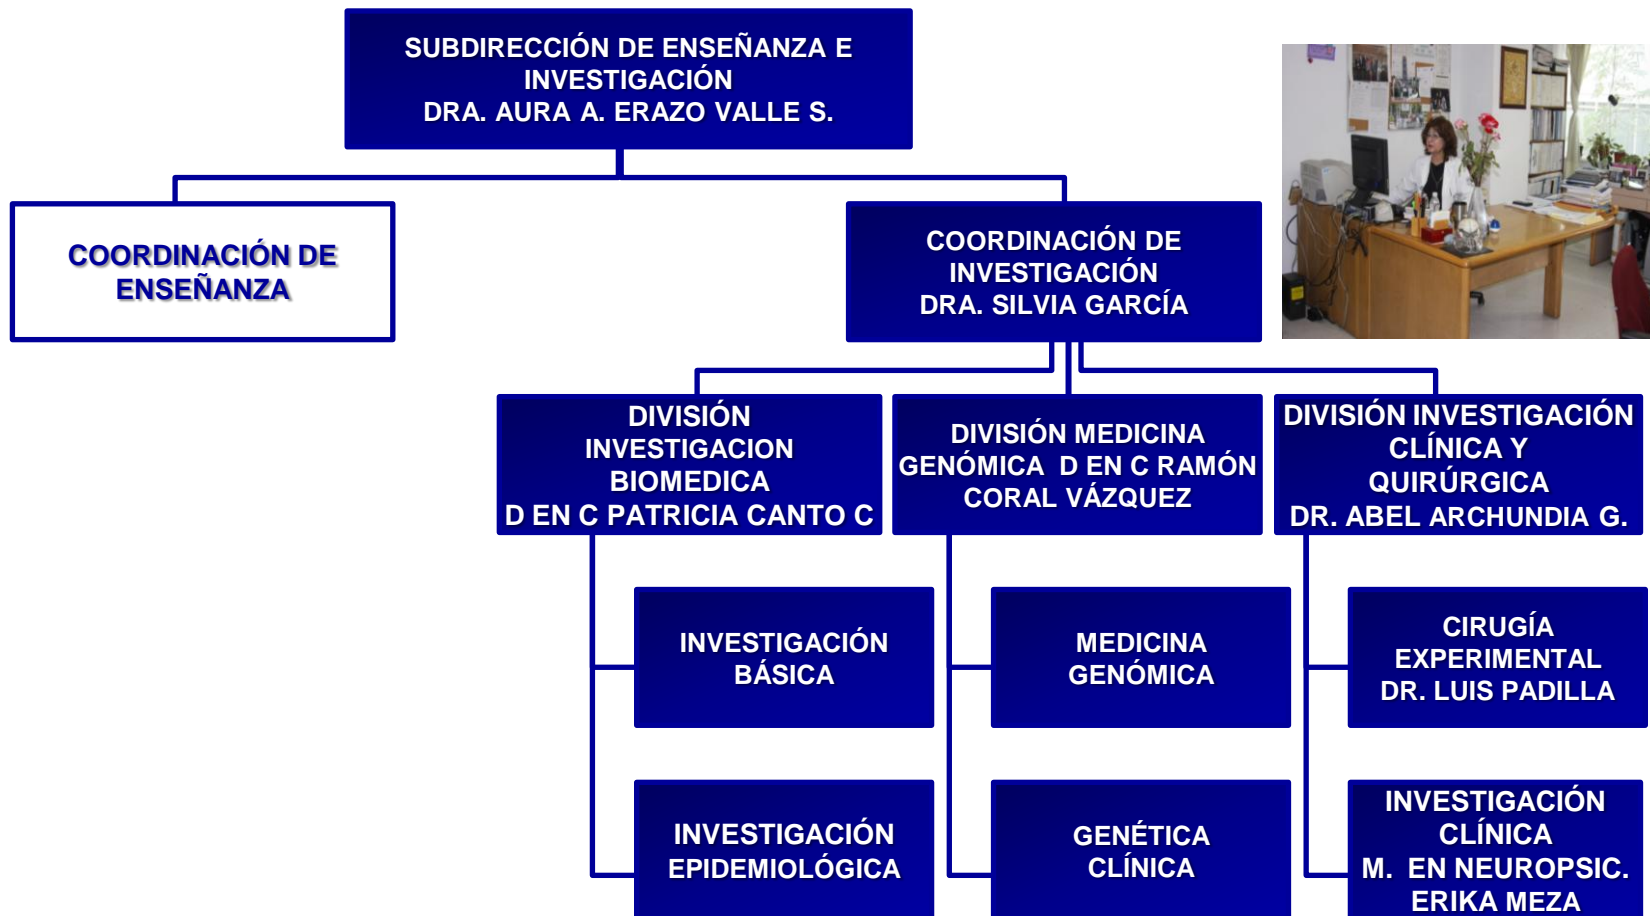 SUBDIRECCIÓN DE ENSEÑANZA E
INVESTIGACIÓN
DRA. AURA A. ERAZO VALLE S.
COORDINACIÓN DE
ENSEÑANZA
COORDINACIÓN DE
INVESTIGACIÓN
DRA. SILVIA GARCÍA
DIVISIÓN
INVESTIGACION
BIOMEDICA
D EN C PATRICIA CANTO C
DIVISIÓN MEDICINA
GENÓMICA D EN C RAMÓN
CORAL VÁZQUEZ
DIVISIÓN INVESTIGACIÓN
CLÍNICA Y
QUIRÚRGICA
DR. ABEL ARCHUNDIA G.
INVESTIGACIÓN
BÁSICA
MEDICINA
GENÓMICA
CIRUGÍA
EXPERIMENTAL
DR. LUIS PADILLA
INVESTIGACIÓN
EPIDEMIOLÓGICA
GENÉTICA
CLÍNICA
INVESTIGACIÓN
CLÍNICA
M. EN NEUROPSIC.
ERIKA MEZA